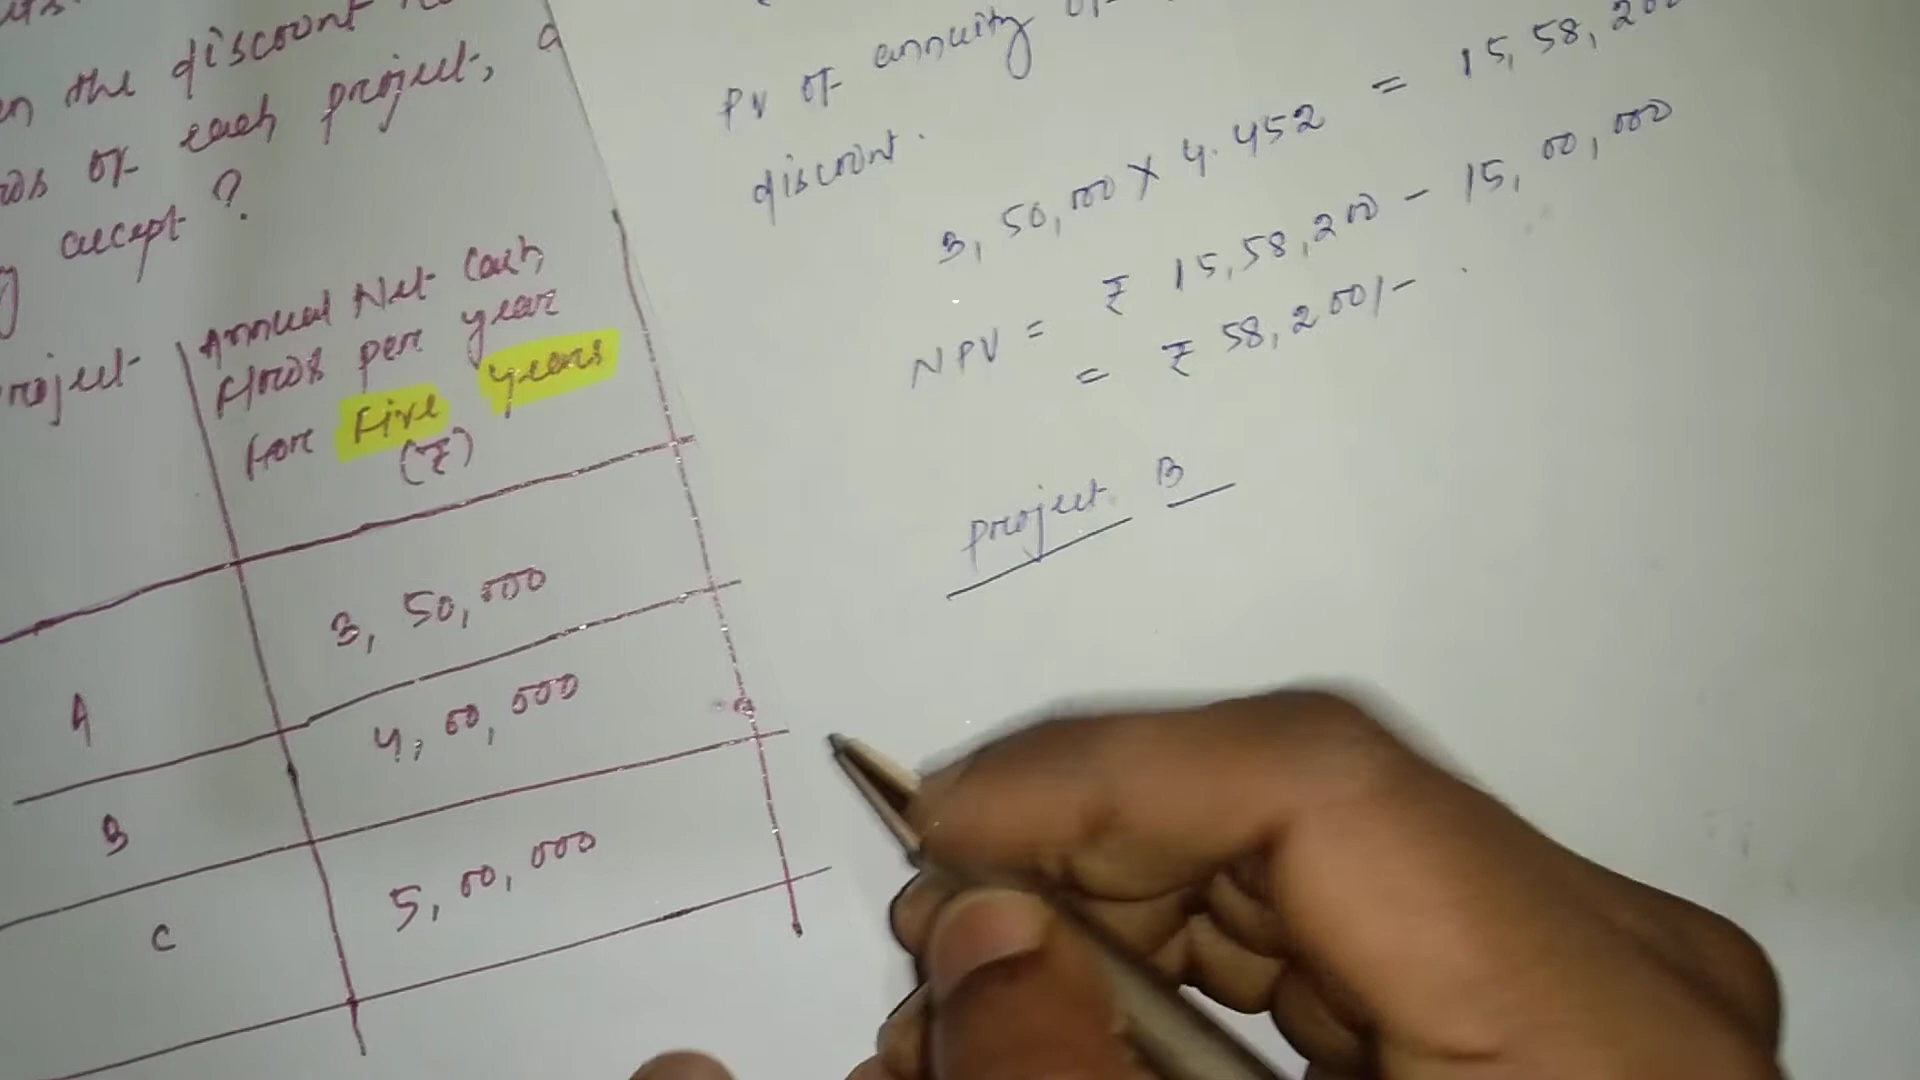 the discount
of each project, a
accept ?
Annual Net Cash
Flows per year
for Five years
(₹)
A 3,50,000
B 4,00,000
C 5,00,000
PV of annuity of
discount.
3,50,000 × 4.452 = 15,58,200
NPV = ₹ 15,58,200 - 15,00,000
= ₹ 58,200/-
Project B